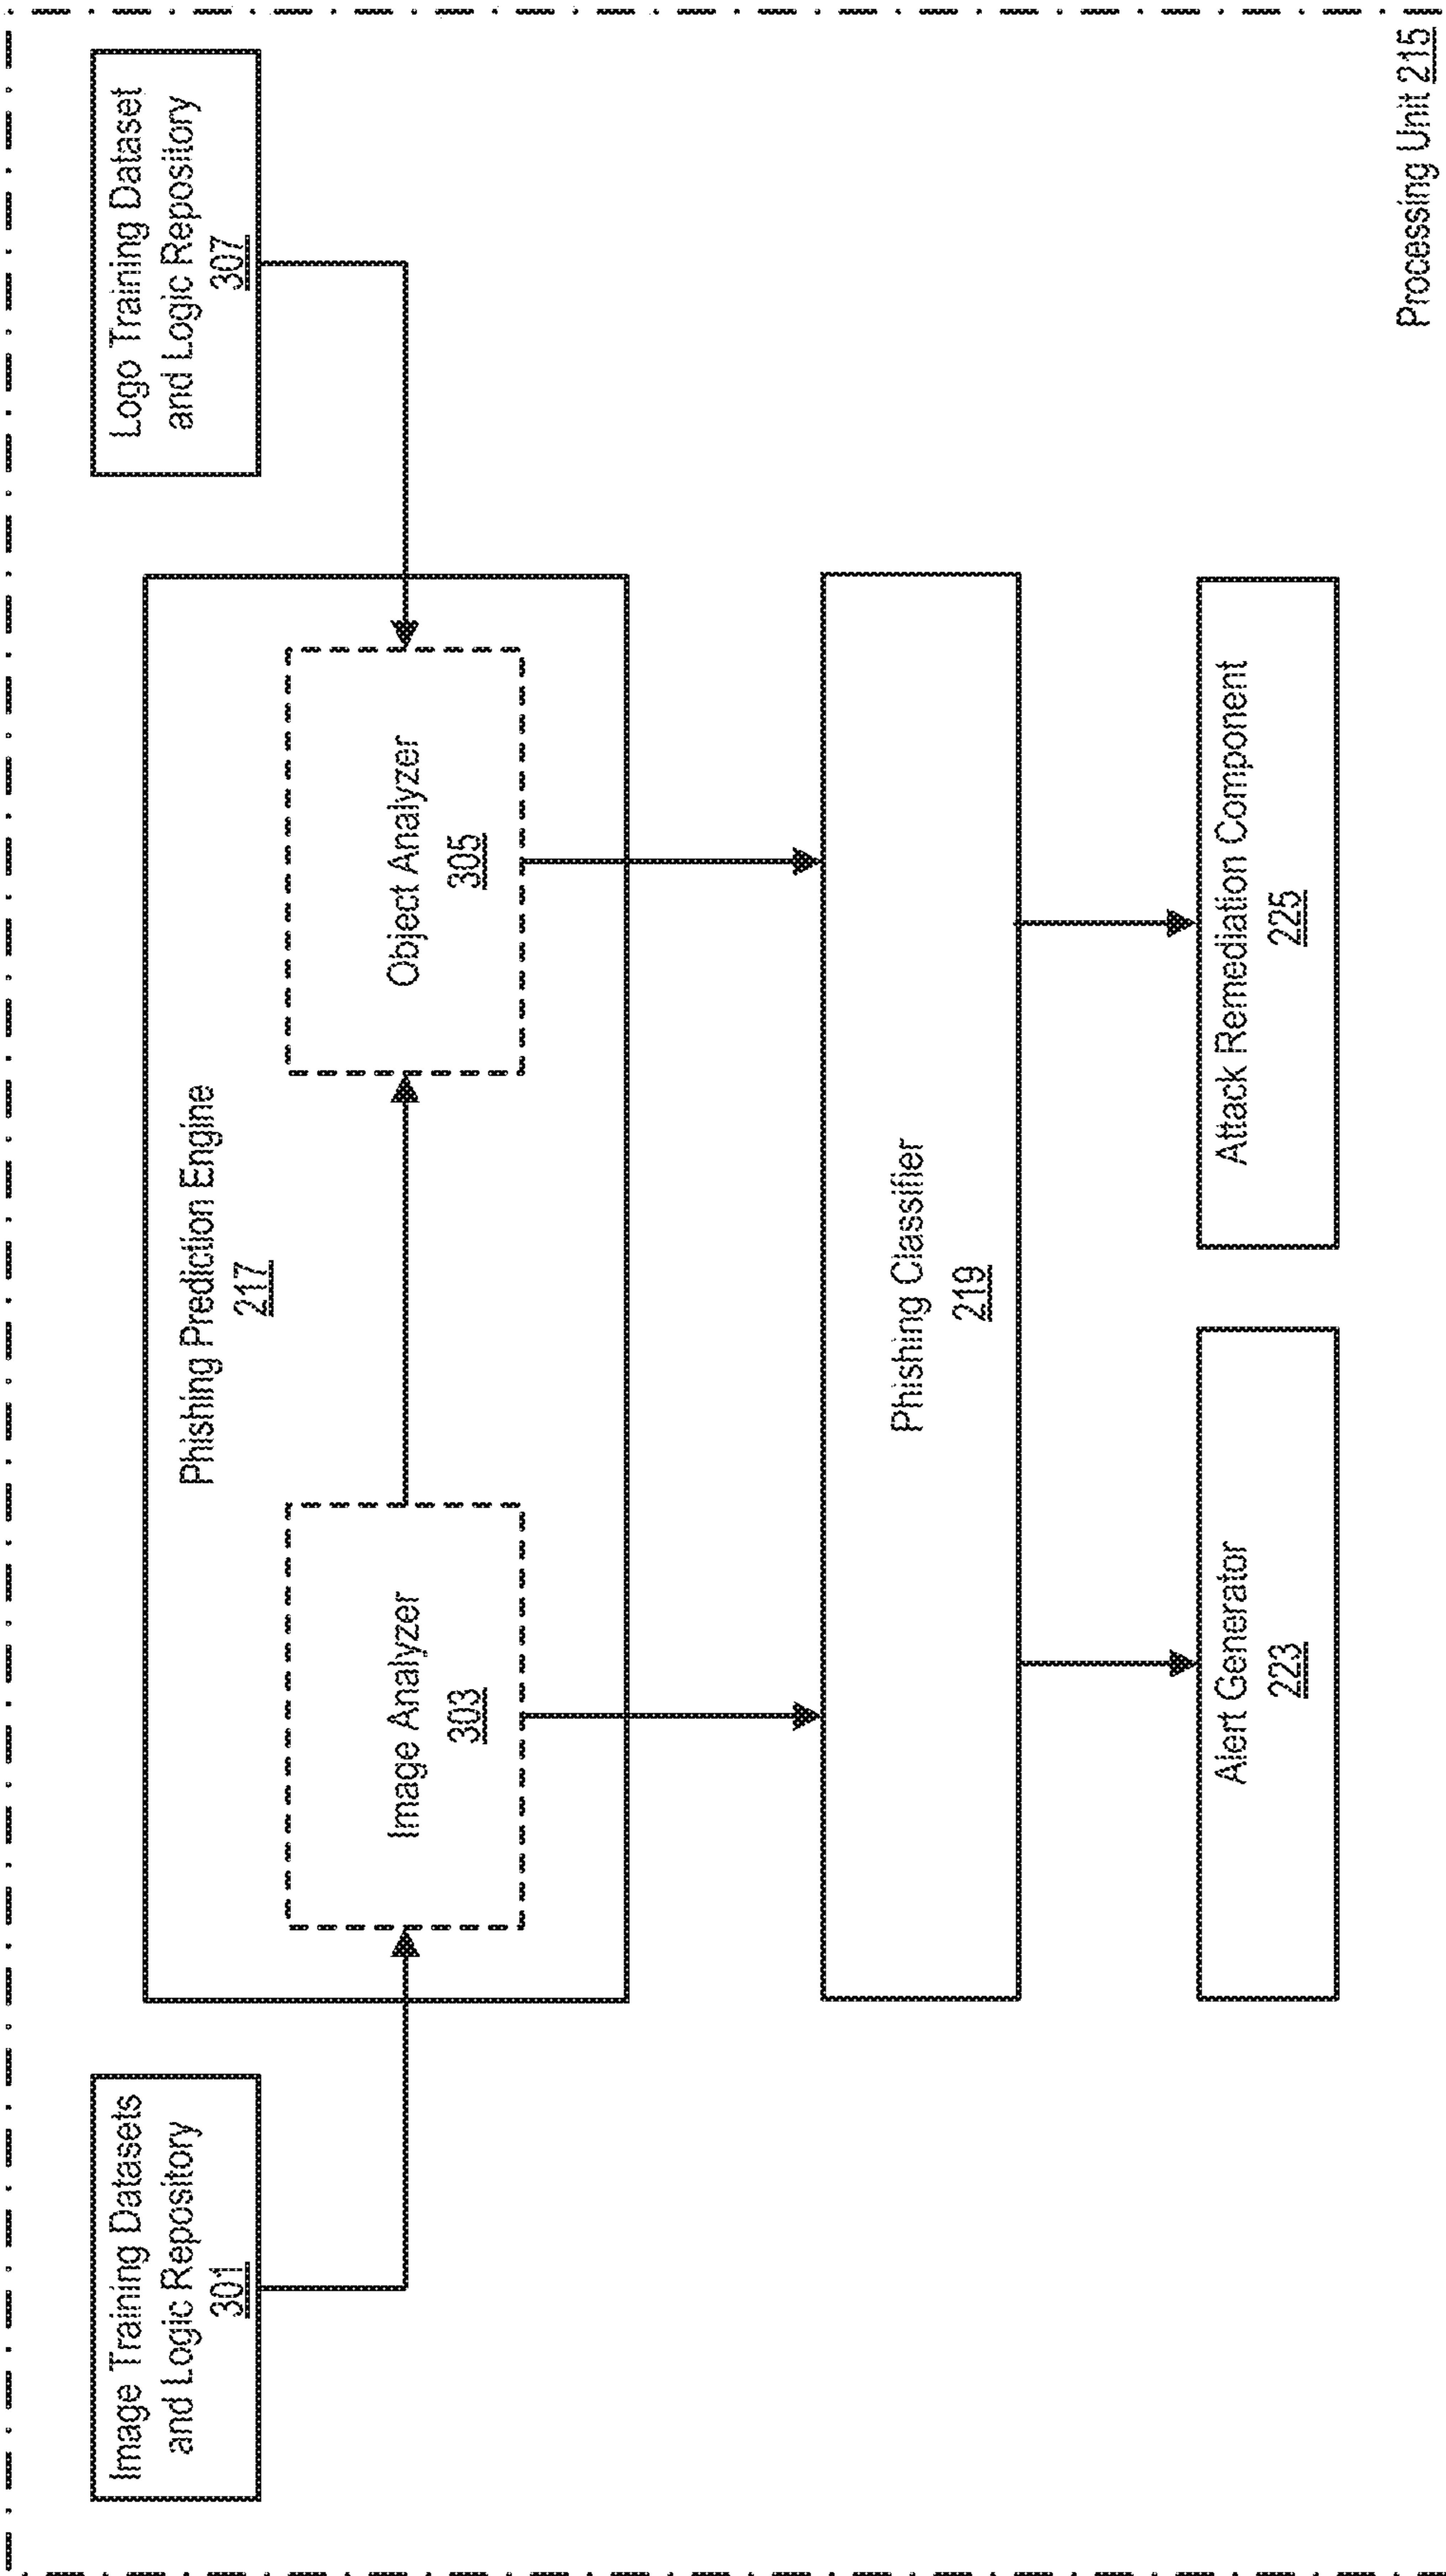 Image Training Datasets
and Logic Repository
301
Logo Training Dataset
and Logic Repository
307
Phishing Prediction Engine
217
Image Analyzer
303
Object Analyzer
305
Phishing Classifier
219
Alert Generator
223
Attack Remediation Component
225
Processing Unit 215